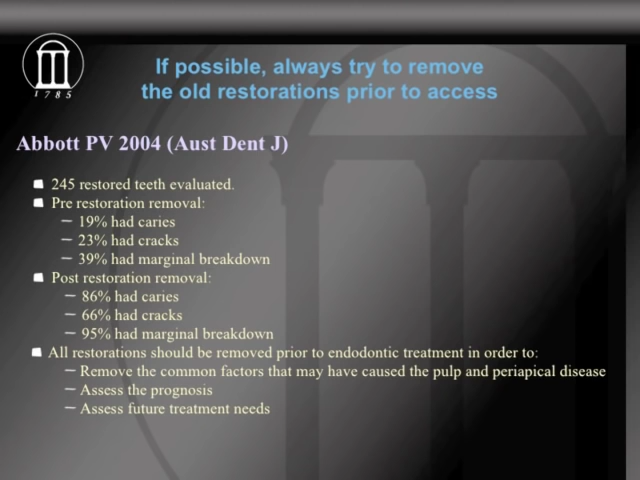 1785
If possible, always try to remove
the old restorations prior to access
Abbott PV 2004 (Aust Dent J)
245 restored teeth evaluated.
Pre restoration removal:
– 19% had caries
– 23% had cracks
– 39% had marginal breakdown
Post restoration removal:
– 86% had caries
– 66% had cracks
– 95% had marginal breakdown
All restorations should be removed prior to endodontic treatment in order to:
– Remove the common factors that may have caused the pulp and periapical disease
– Assess the prognosis
– Assess future treatment needs